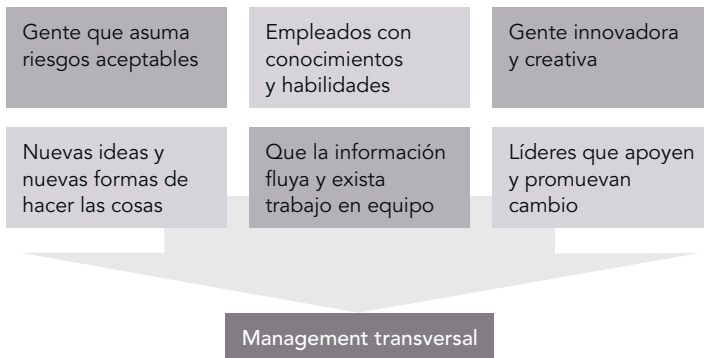 Gente que asuma
riesgos aceptables
Empleados con
conocimientos
y habilidades
Gente innovadora
y creativa
Nuevas ideas y
nuevas formas de
hacer las cosas
Que la información
fluya y exista
trabajo en equipo
Líderes que apoyen
y promuevan
cambio
Management transversal